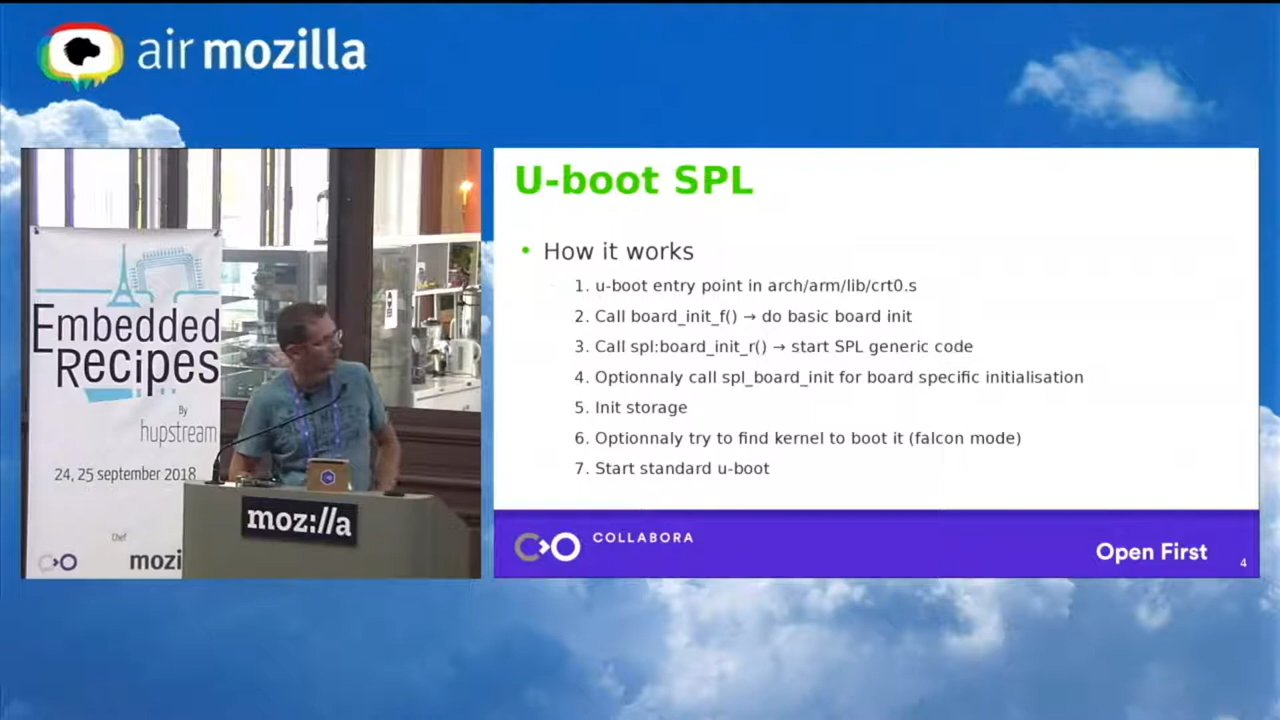 air mozilla
Embedded
Recipes
By
hupstream
24, 25 september 2018
Chef
mozi
moz://a
U-boot SPL
• How it works
1. u-boot entry point in arch/arm/lib/crt0.s
2. Call board_init_f() → do basic board init
3. Call spl:board_init_r() → start SPL generic code
4. Optionnaly call spl_board_init for board specific initialisation
5. Init storage
6. Optionnaly try to find kernel to boot it (falcon mode)
7. Start standard u-boot
COLLABORA
Open First
4